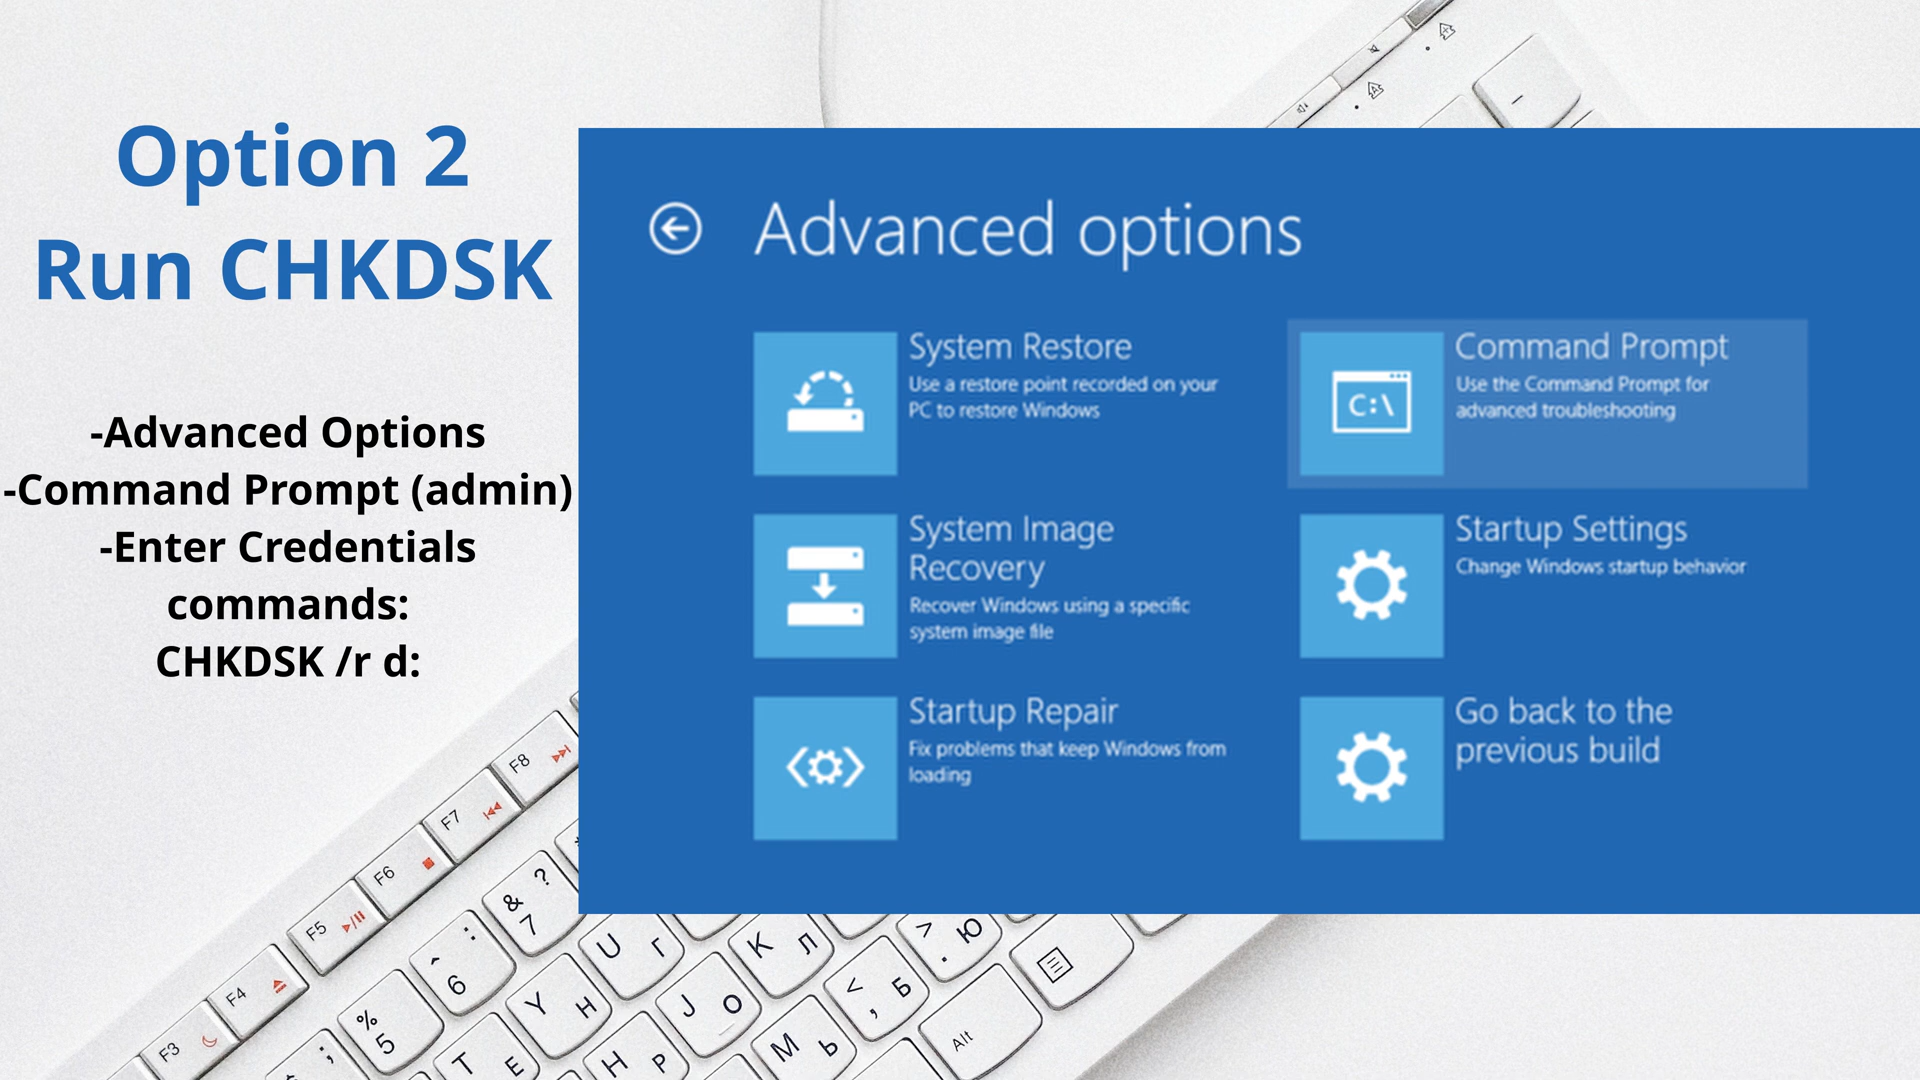 Option 2
Run CHKDSK
-Advanced Options
-Command Prompt (admin)
-Enter Credentials
commands:
CHKDSK /r d:
Advanced options
System Restore
Use a restore point recorded on your
PC to restore Windows
Command Prompt
Use the Command Prompt for
advanced troubleshooting
C:\
System Image
Recovery
Recover Windows using a specific
system image file
Startup Settings
Change Windows startup behavior
Startup Repair
Fix problems that keep Windows from
loading
Go back to the
previous build
F8
F7
F6
F5
F4
F3
& ?
7
^ :
6
% 
5
;
U Г
К Л
> .Ю
Y Н
J О
< , Б
T Е
H Р
М Ь
Alt